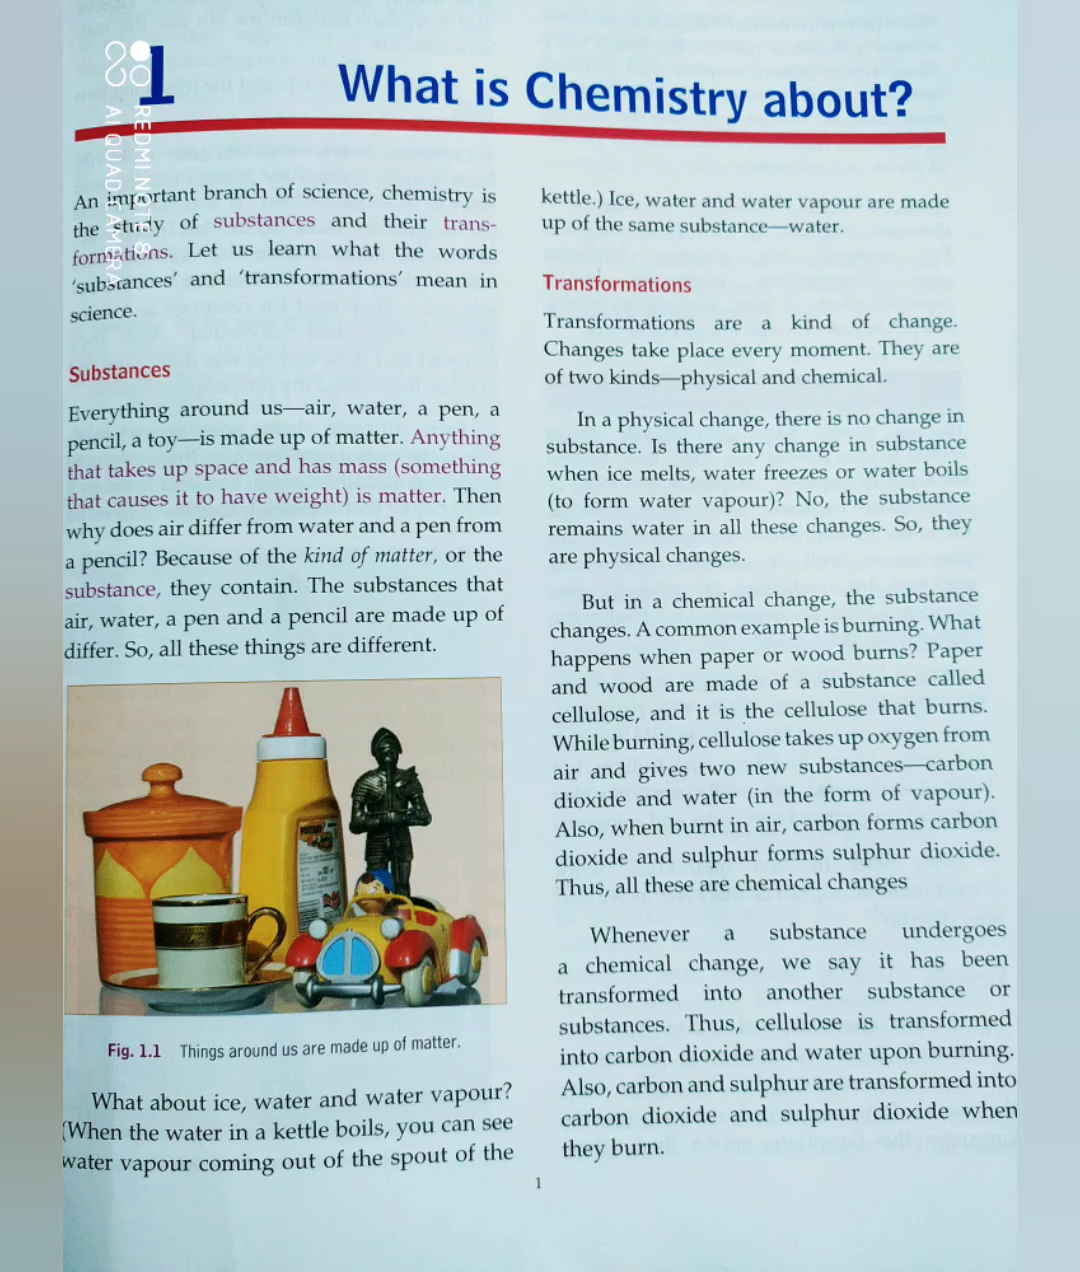 1
What is Chemistry about?
REDMI NOTE 8
AI QUAD CAMERA
An important branch of science, chemistry is
the study of substances and their trans-
formations. Let us learn what the words
‘substances’ and ‘transformations’ mean in
science.
Substances
Everything around us—air, water, a pen, a
pencil, a toy—is made up of matter. Anything
that takes up space and has mass (something
that causes it to have weight) is matter. Then
why does air differ from water and a pen from
a pencil? Because of the kind of matter, or the
substance, they contain. The substances that
air, water, a pen and a pencil are made up of
differ. So, all these things are different.
Fig. 1.1 Things around us are made up of matter.
What about ice, water and water vapour?
(When the water in a kettle boils, you can see
water vapour coming out of the spout of the
kettle.) Ice, water and water vapour are made
up of the same substance—water.
Transformations
Transformations are a kind of change.
Changes take place every moment. They are
of two kinds—physical and chemical.
In a physical change, there is no change in
substance. Is there any change in substance
when ice melts, water freezes or water boils
(to form water vapour)? No, the substance
remains water in all these changes. So, they
are physical changes.
But in a chemical change, the substance
changes. A common example is burning. What
happens when paper or wood burns? Paper
and wood are made of a substance called
cellulose, and it is the cellulose that burns.
While burning, cellulose takes up oxygen from
air and gives two new substances—carbon
dioxide and water (in the form of vapour).
Also, when burnt in air, carbon forms carbon
dioxide and sulphur forms sulphur dioxide.
Thus, all these are chemical changes
Whenever a substance undergoes
a chemical change, we say it has been
transformed into another substance or
substances. Thus, cellulose is transformed
into carbon dioxide and water upon burning.
Also, carbon and sulphur are transformed into
carbon dioxide and sulphur dioxide when
they burn.
1